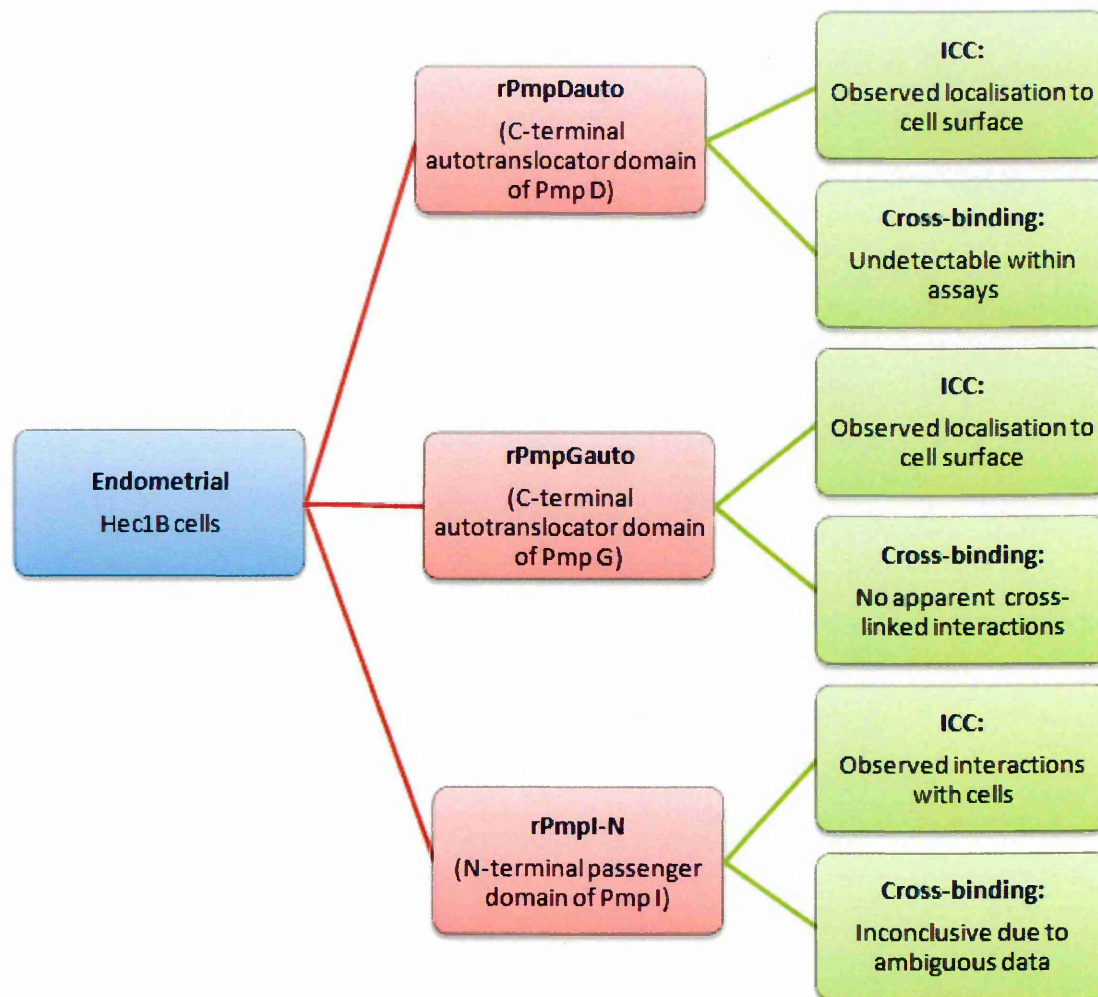 Endometrial
Hec1B cells
rPmpDauto
(C-terminal
autotranslocator domain
of Pmp D)
ICC:
Observed localisation to
cell surface
Cross-binding:
Undetectable within
assays
rPmpGauto
(C-terminal
autotranslocator domain
of Pmp G)
ICC:
Observed localisation to
cell surface
Cross-binding:
No apparent cross-
linked interactions
rPmpI-N
(N-terminal passenger
domain of Pmp I)
ICC:
Observed interactions
with cells
Cross-binding:
Inconclusive due to
ambiguous data